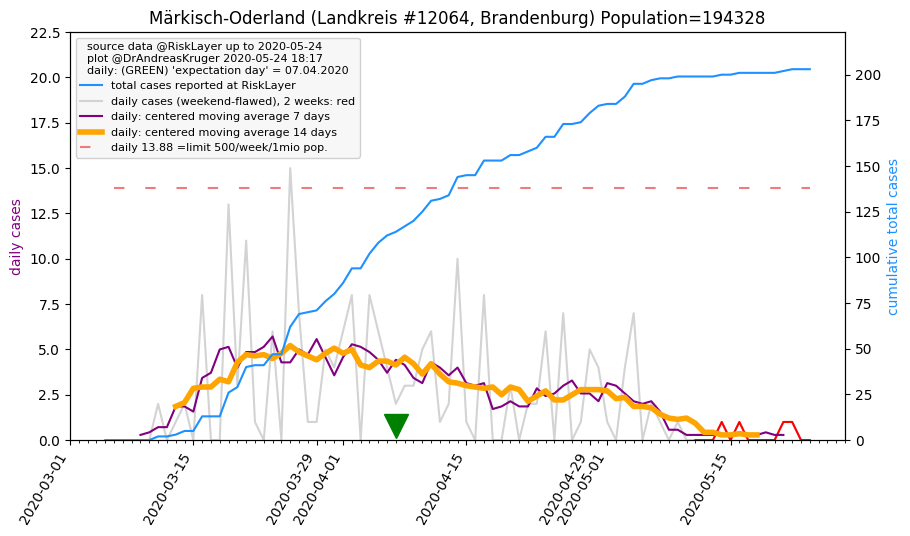 Märkisch-Oderland (Landkreis #12064, Brandenburg) Population=194328
source data @RiskLayer up to 2020-05-24
plot @DrAndreasKruger 2020-05-24 18:17
daily: (GREEN) 'expectation day' = 07.04.2020
total cases reported at RiskLayer
daily cases (weekend-flawed), 2 weeks: red
daily: centered moving average 7 days
daily: centered moving average 14 days
daily 13.88 =limit 500/week/1mio pop.
daily cases
22.5
20.0
17.5
15.0
12.5
10.0
7.5
5.0
2.5
0.0
cumulative total cases
200
175
150
125
100
75
50
25
0
2020-03-01
2020-03-15
2020-03-29
2020-04-01
2020-04-15
2020-04-29
2020-05-01
2020-05-15